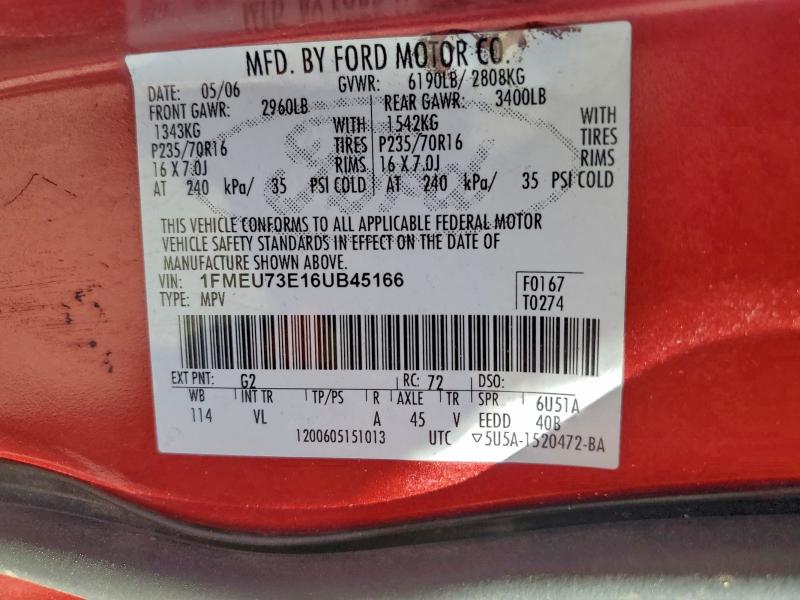 MFD. BY FORD MOTOR CO.
DATE: 05/06 GVWR: 6190LB/ 2808KG
FRONT GAWR: 2960LB REAR GAWR: 3400LB
1343KG WITH 1542KG WITH
P235/70R16 TIRES P235/70R16 TIRES
16 X 7.0J RIMS 16 X 7.0J RIMS
AT 240 kPa/ 35 PSI COLD AT 240 kPa/ 35 PSI COLD
Ford
THIS VEHICLE CONFORMS TO ALL APPLICABLE FEDERAL MOTOR
VEHICLE SAFETY STANDARDS IN EFFECT ON THE DATE OF
MANUFACTURE SHOWN ABOVE.
VIN: 1FMEU73E16UB45166 F0167
TYPE: MPV T0274
EXT PNT: G2 RC: 72 DSO:
WB INT TR TP/PS R AXLE TR SPR 6U51A
114 VL A 45 V EEDD 40B
1200605151013 UTC ▽5U5A-1520472-BA